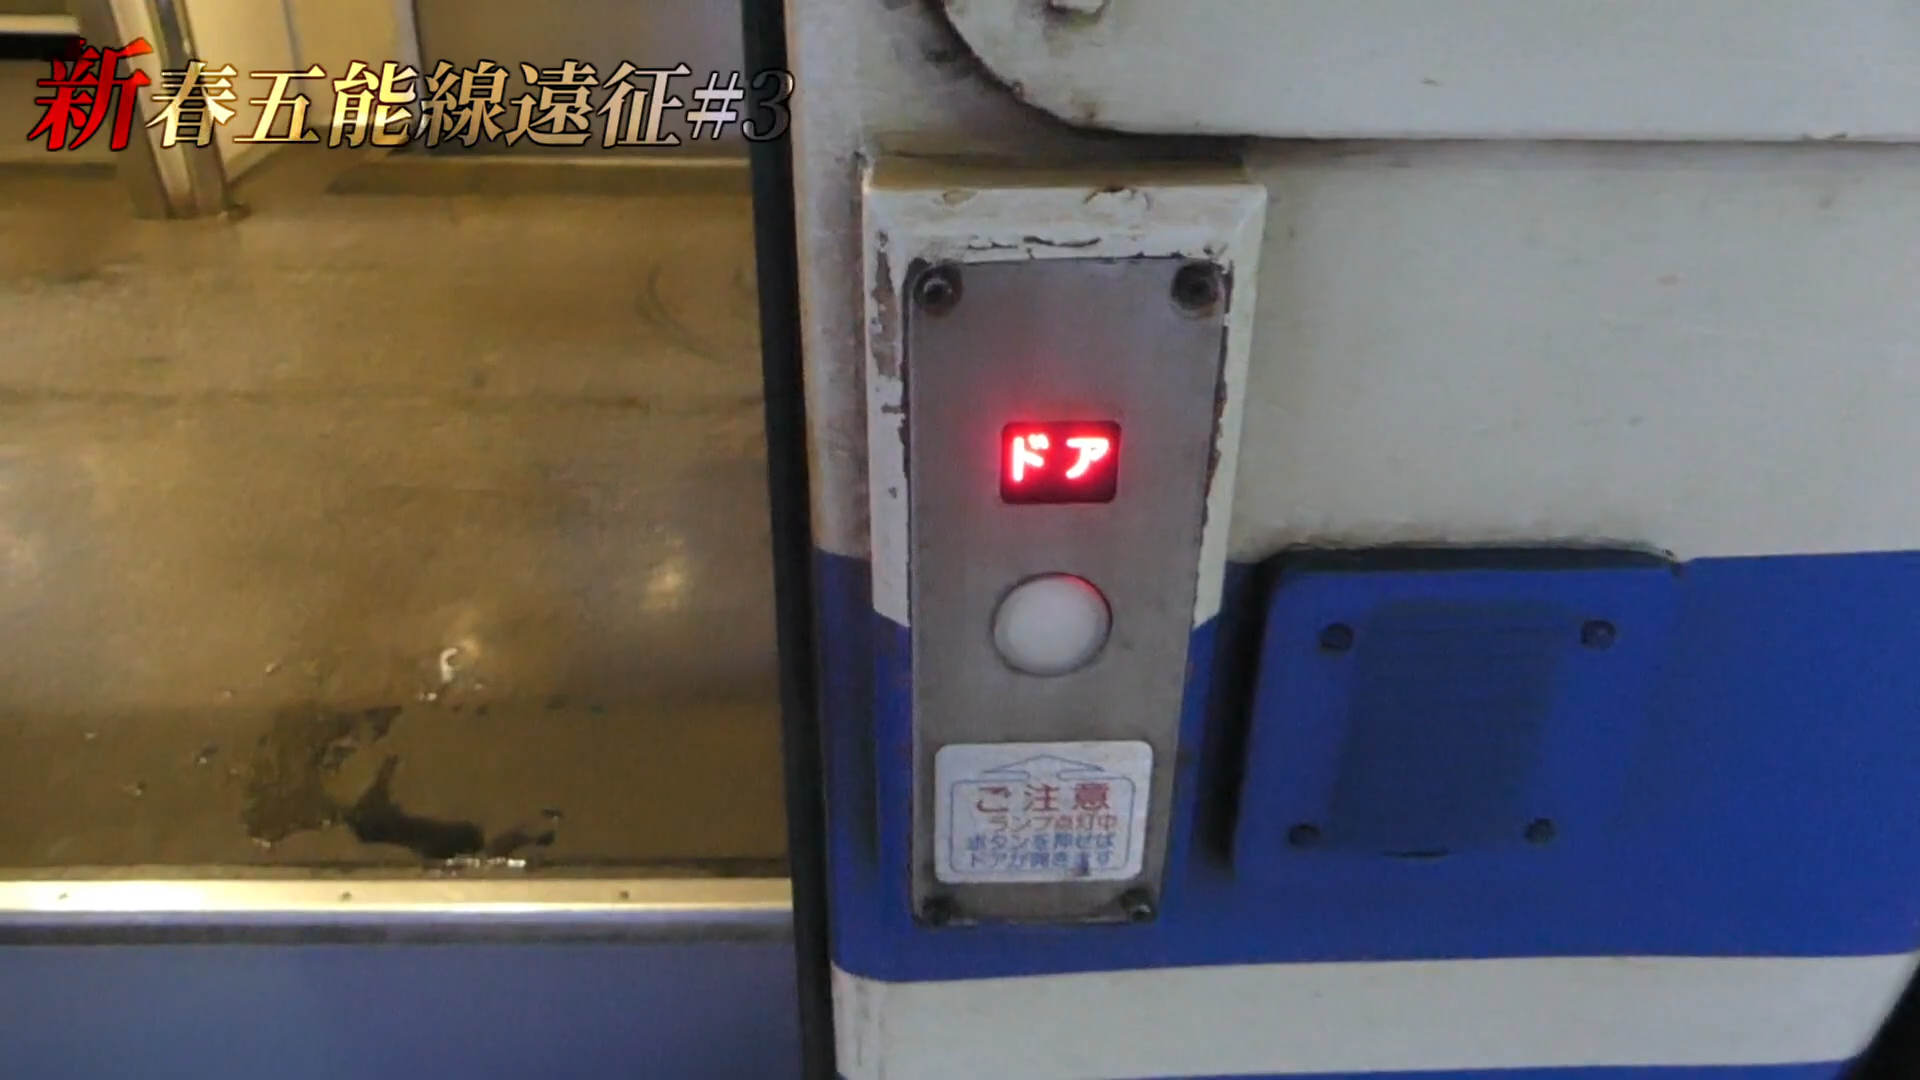 新春五能線遠征#3
ドア
ご注意
ランプ点灯中
ボタンを押せば
ドアが開きます